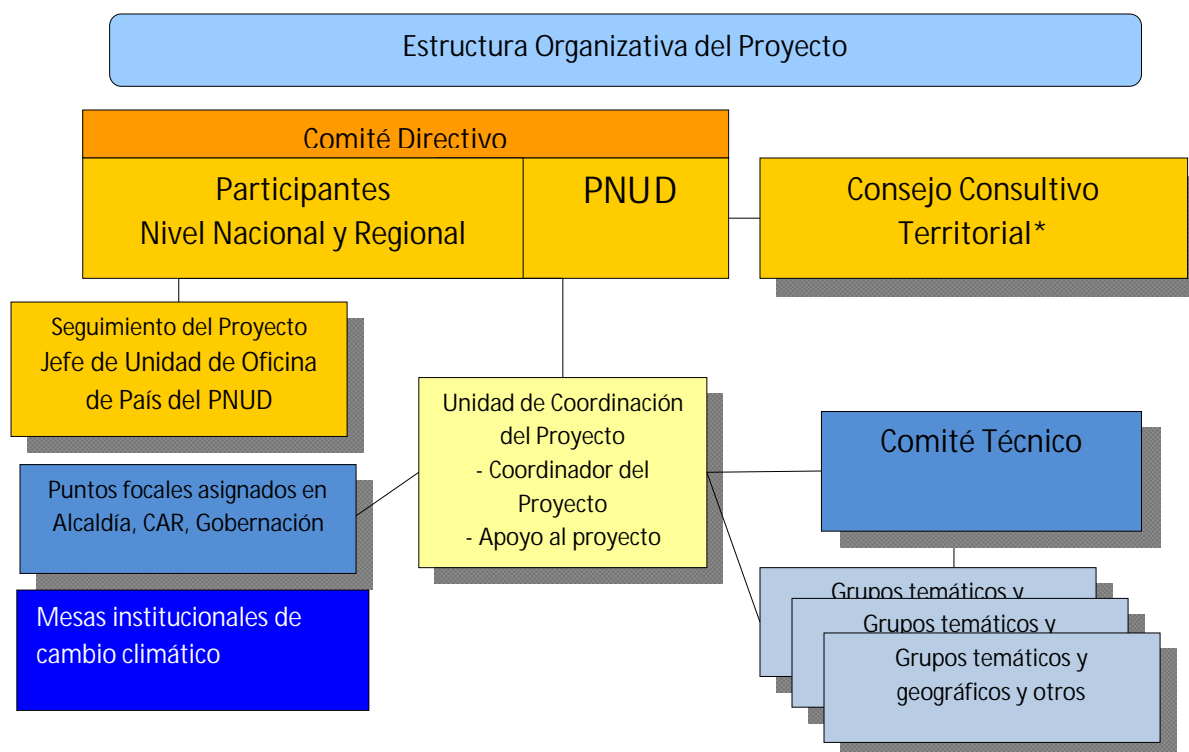 Estructura Organizativa del Proyecto
Comité Directivo
Participantes
Nivel Nacional y Regional
PNUD
Consejo Consultivo
Territorial*
Seguimiento del Proyecto
Jefe de Unidad de Oficina
de País del PNUD
Unidad de Coordinación
del Proyecto
- Coordinador del
Proyecto
- Apoyo al proyecto
Comité Técnico
Puntos focales asignados en
Alcaldía, CAR, Gobernación
Mesas institucionales de
cambio climático
Grupos temáticos y
Grupos temáticos y
Grupos temáticos y
geográficos y otros